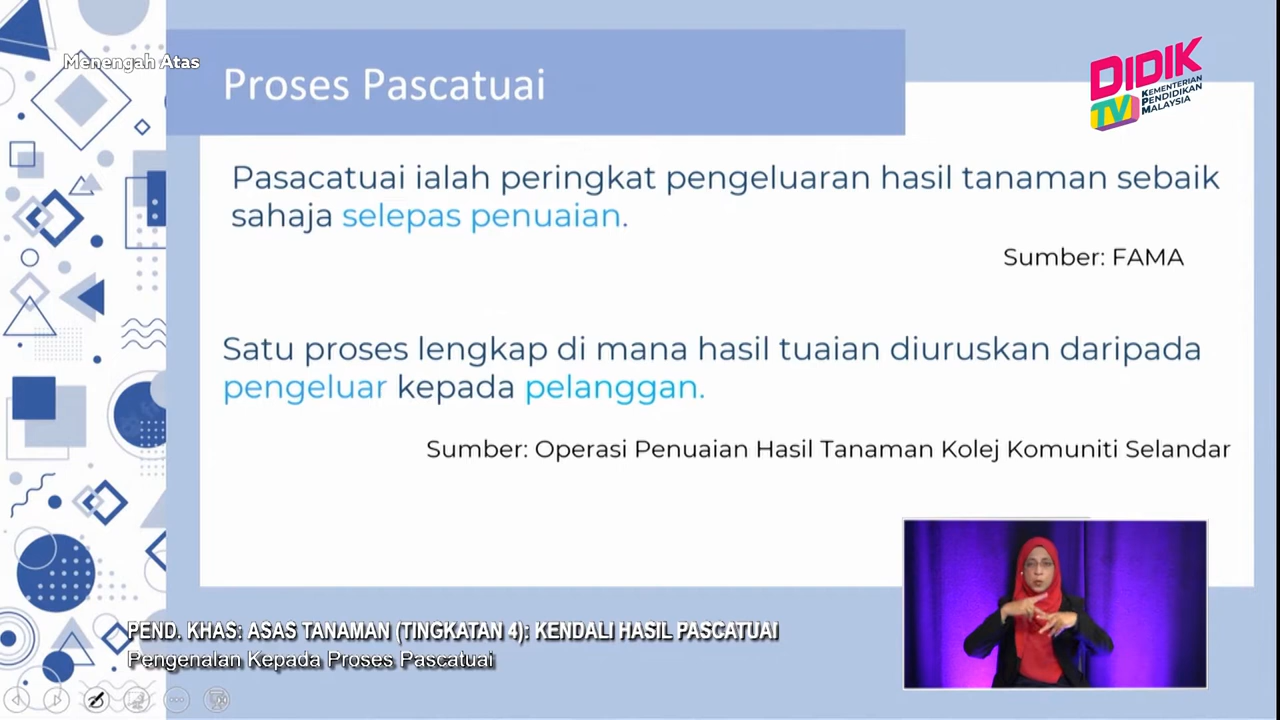 Menengah Atas
Proses Pascatuai
DIDIK
TV
KEMENTERIAN
PENDIDIKAN
MALAYSIA
Pasacatuai ialah peringkat pengeluaran hasil tanaman sebaik
sahaja selepas penuaian.
Sumber: FAMA
Satu proses lengkap di mana hasil tuaian diuruskan daripada
pengeluar kepada pelanggan.
Sumber: Operasi Penuaian Hasil Tanaman Kolej Komuniti Selandar
PEND. KHAS: ASAS TANAMAN (TINGKATAN 4): KENDALI HASIL PASCATUAI
Pengenalan Kepada Proses Pascatuai